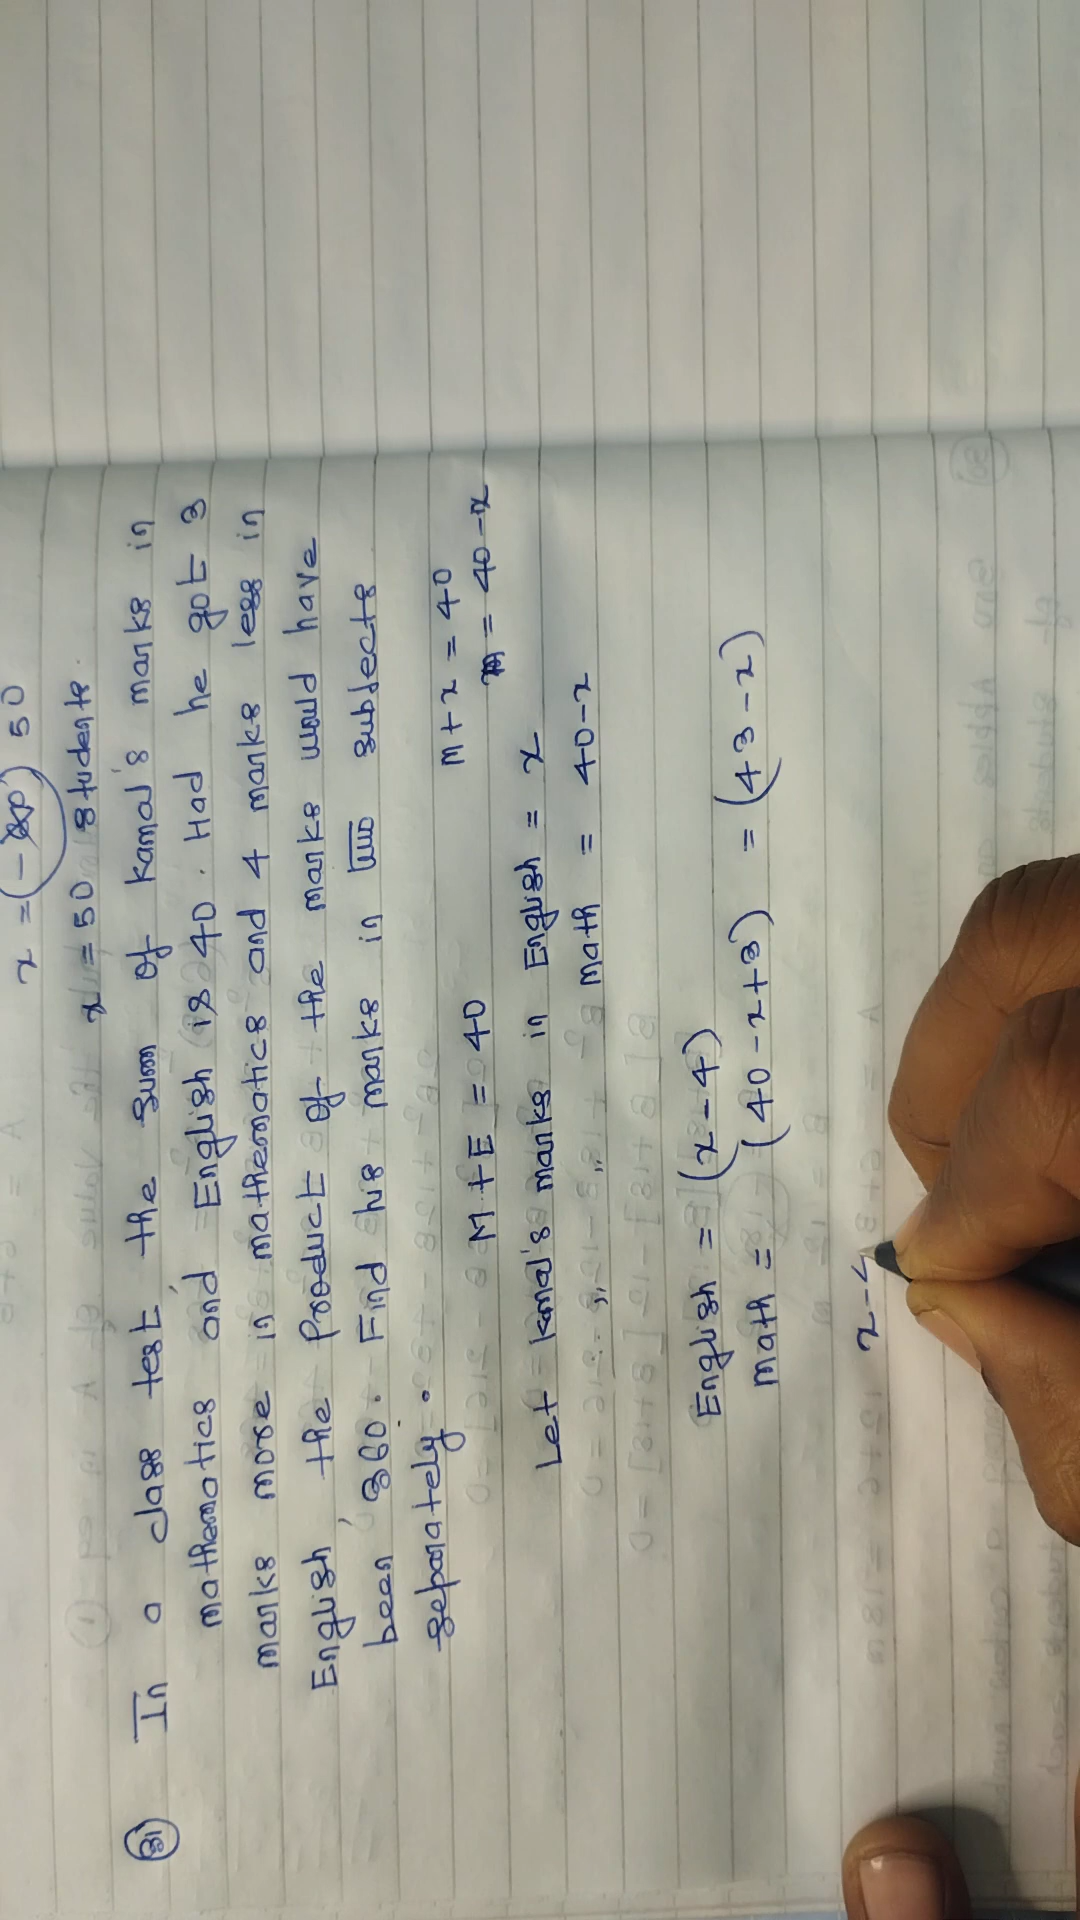 x = (-20) 50
x = 50 students.
31 In a class test the sum of kamal's marks in
mathematics and English is 40. Had he got 3
marks more in mathematics and 4 marks less in
English the Product of the marks would have
been 360. Find his marks in two subjects
separately.
M + E = 40 m + x = 40
m = 40 - x
Let kamal's marks in English = x
" " Math = 40 - x
English = (x - 4)
math = (40 - x + 3) = (43 - x)
x - 4